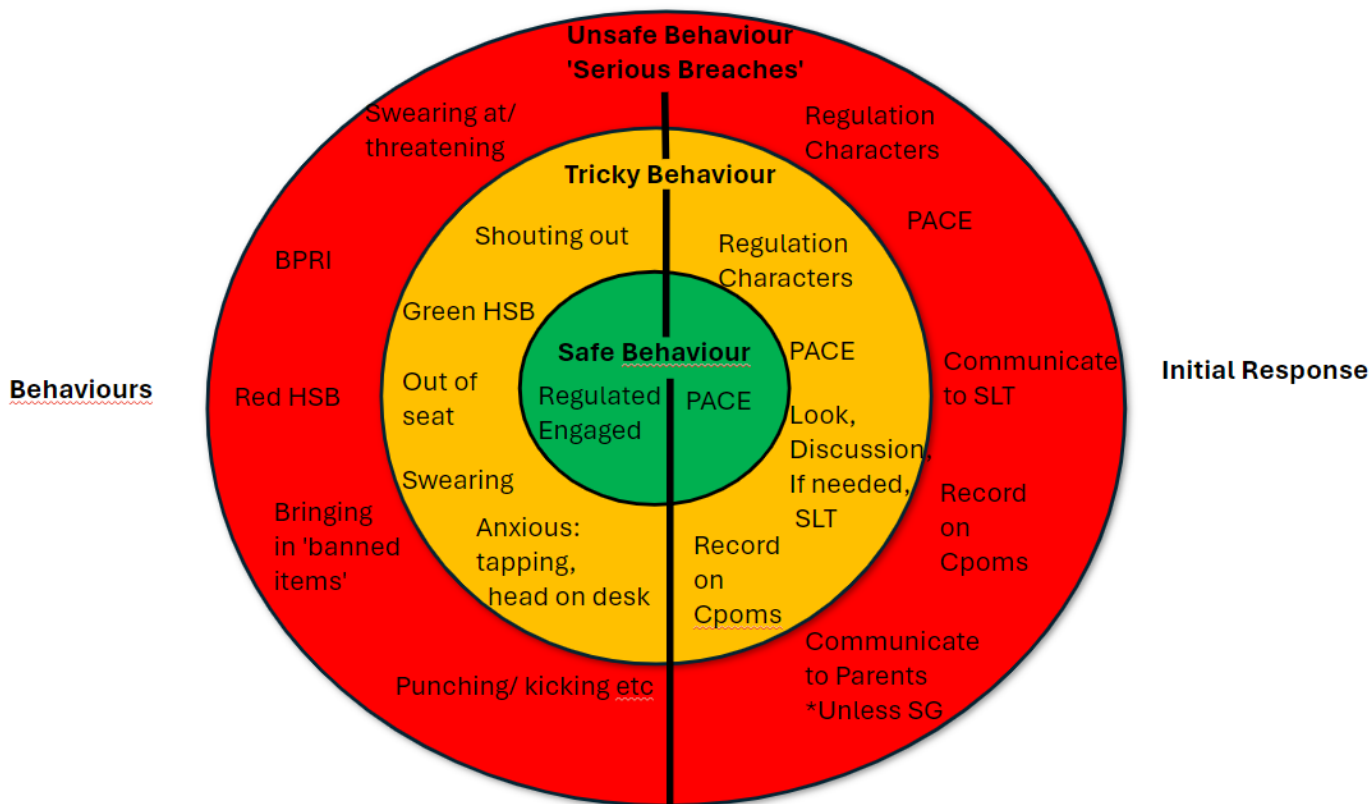 Unsafe Behaviour
'Serious Breaches'
Swearing at/
threatening
BPRI
Red HSB
Bringing
in 'banned
items'
Punching/ kicking etc
Regulation
Characters
PACE
Communicate
to SLT
Record
on
Cpoms
Communicate
to Parents
*Unless SG
Tricky Behaviour
Shouting out
Green HSB
Out of
seat
Swearing
Anxious:
tapping,
head on desk
Regulation
Characters
PACE
Look,
Discussion,
If needed,
SLT
Record
on
Cpoms
Safe Behaviour
Regulated
Engaged
PACE
Behaviours
Initial Response